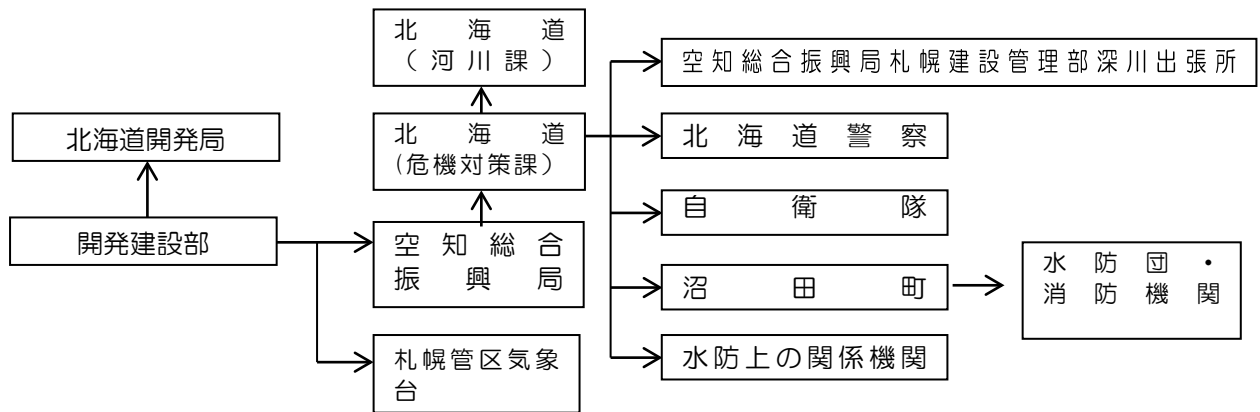 北海道
（河川課）
空知総合振興局札幌建設管理部深川出張所
北海道開発局
北海道
(危機対策課）
北海道警察
自衛隊
開発建設部
空知総合
振興局
沼田町
水防団・
消防機関
札幌管区気象
台
水防上の関係機関